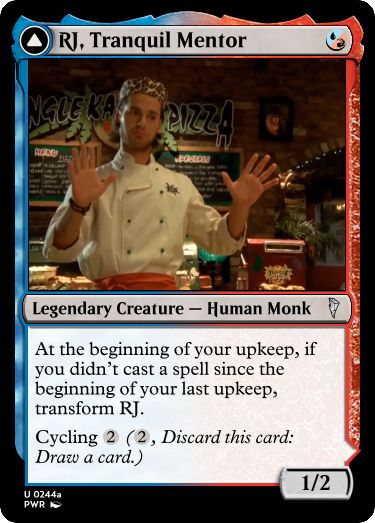 RJ, Tranquil Mentor
NGLE KA PIZZA
MENU
SPECIALS
Legendary Creature — Human Monk
At the beginning of your upkeep, if
you didn't cast a spell since the
beginning of your last upkeep,
transform RJ.
Cycling 2 (2, Discard this card:
Draw a card.)
1/2
U 0244a
PWR